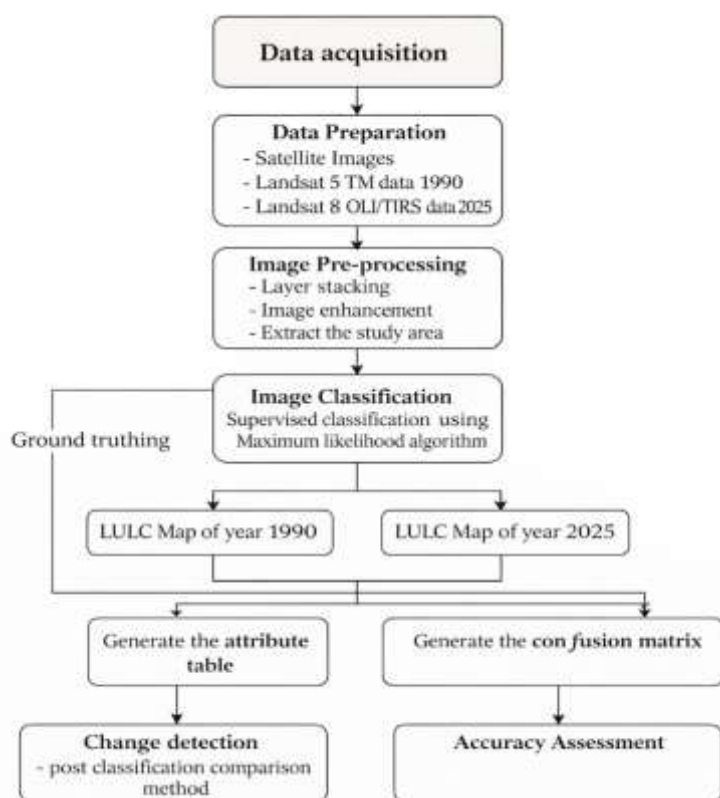 Data acquisition
Data Preparation
- Satellite Images
- Landsat 5 TM data 1990
- Landsat 8 OLI/TIRS data 2025
Image Pre-processing
- Layer stacking
- Image enhancement
- Extract the study area
Image Classification
Supervised classification using
Maximum likelihood algorithm
Ground truthing
LULC Map of year 1990
LULC Map of year 2025
Generate the attribute
table
Generate the con fusion matrix
Change detection
- post classification comparison
method
Accuracy Assessment